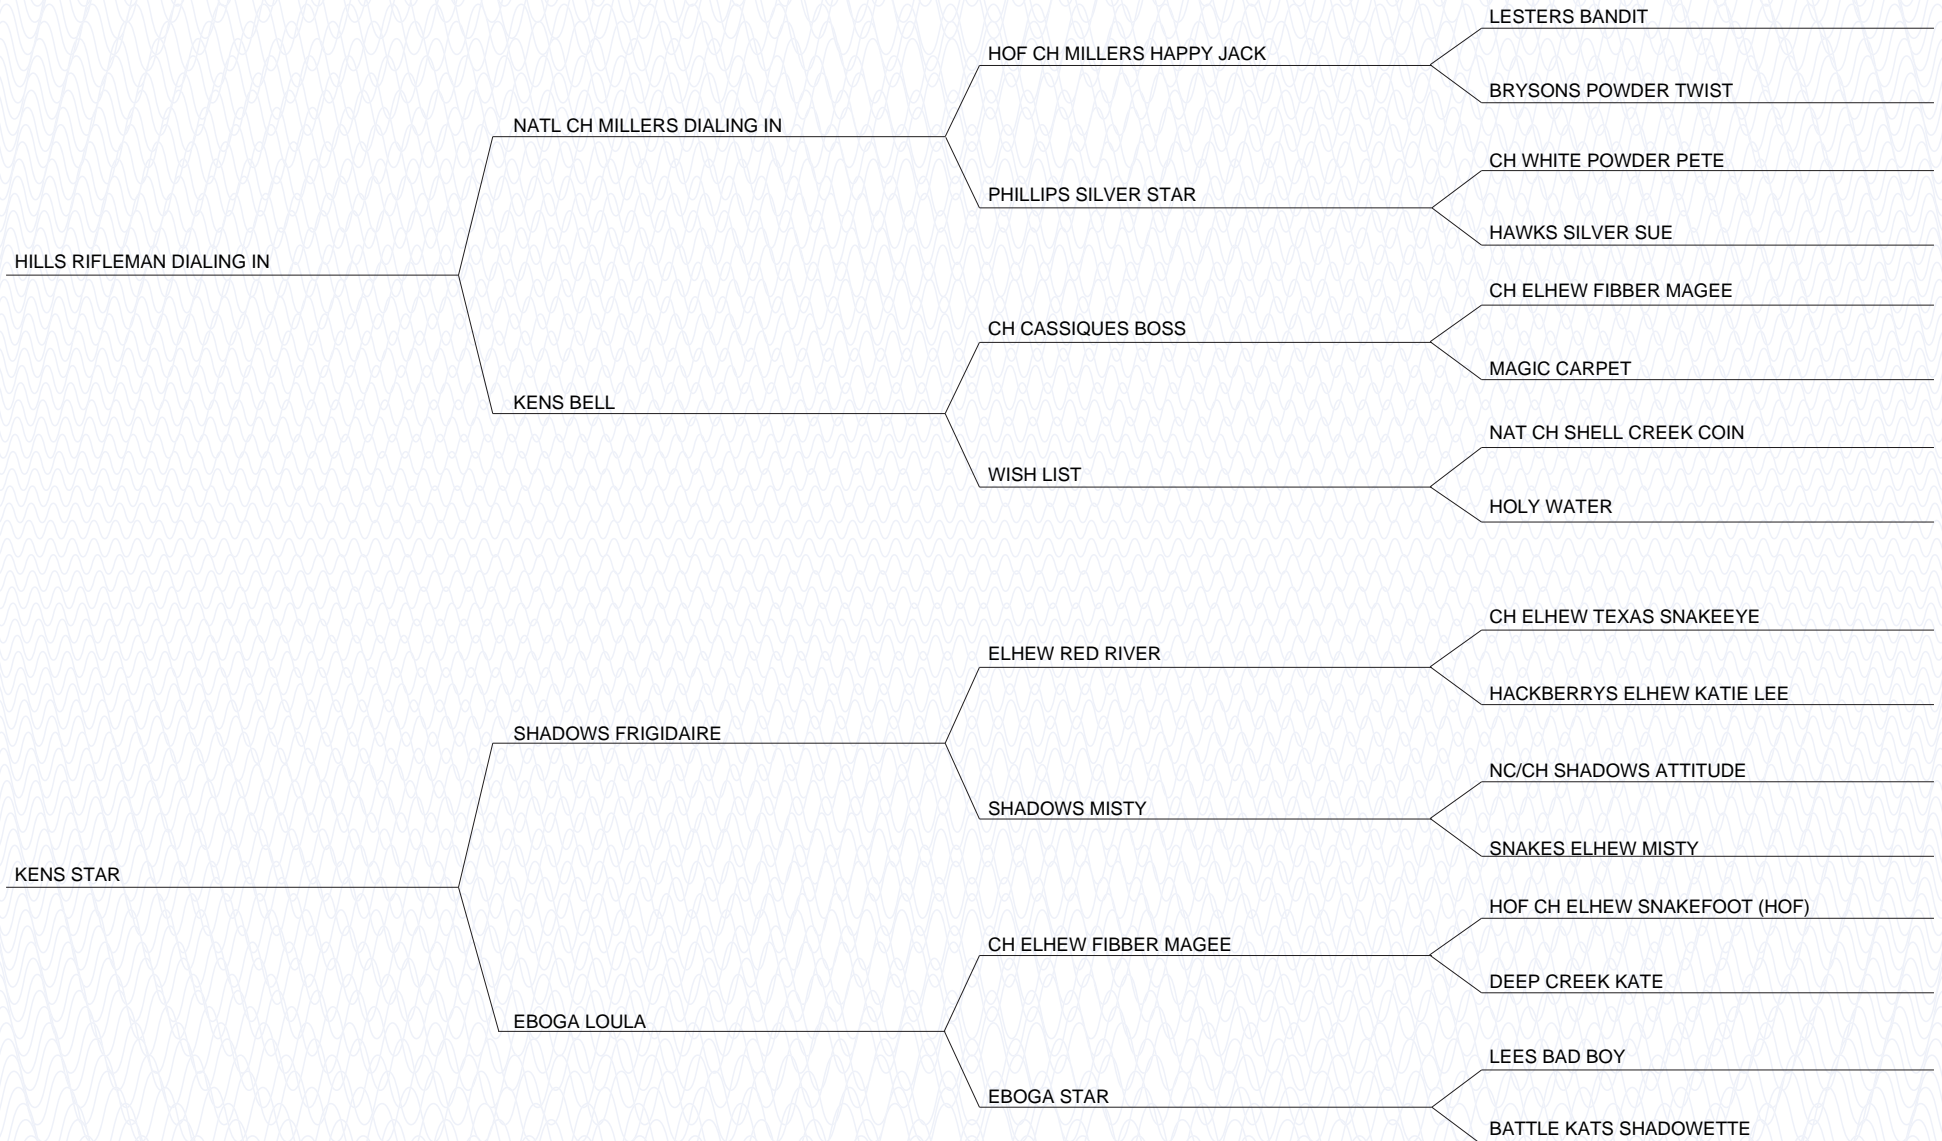 LESTERS BANDIT
HOF CH MILLERS HAPPY JACK
BRYSONS POWDER TWIST
NATL CH MILLERS DIALING IN
CH WHITE POWDER PETE
PHILLIPS SILVER STAR
HAWKS SILVER SUE
HILLS RIFLEMAN DIALING IN
CH ELHEW FIBBER MAGEE
CH CASSIQUES BOSS
MAGIC CARPET
KENS BELL
NAT CH SHELL CREEK COIN
WISH LIST
HOLY WATER
CH ELHEW TEXAS SNAKEEYE
ELHEW RED RIVER
HACKBERRYS ELHEW KATIE LEE
SHADOWS FRIGIDAIRE
NC/CH SHADOWS ATTITUDE
SHADOWS MISTY
SNAKES ELHEW MISTY
KENS STAR
HOF CH ELHEW SNAKEFOOT (HOF)
CH ELHEW FIBBER MAGEE
DEEP CREEK KATE
EBOGA LOULA
LEES BAD BOY
EBOGA STAR
BATTLE KATS SHADOWETTE